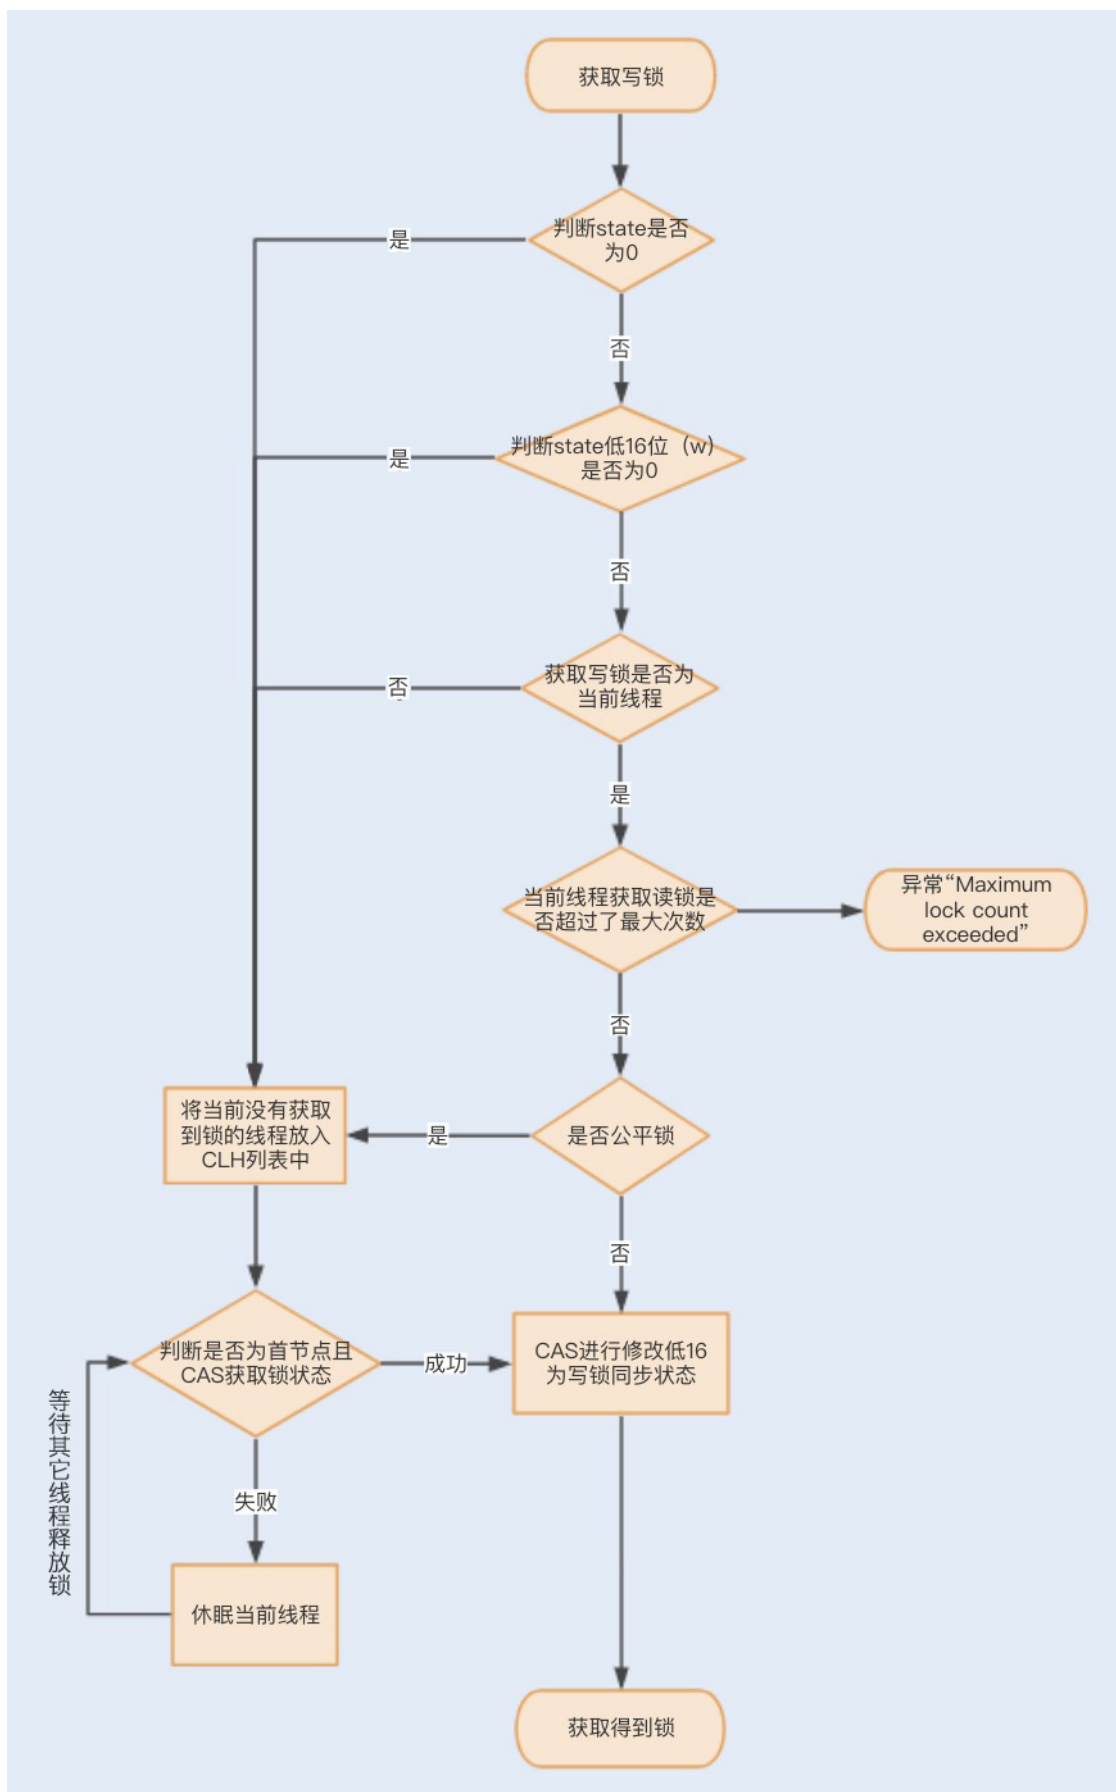 获取写锁
判断state是否
为0
是
否
判断state低16位（w）
是否为0
是
否
获取写锁是否为
当前线程
否
是
当前线程获取读锁是
否超过了最大次数
异常“Maximum
lock count
exceeded”
否
将当前没有获取
到锁的线程放入
CLH列表中
是
是否公平锁
否
判断是否为首节点且
CAS获取锁状态
成功
CAS进行修改低16
为写锁同步状态
等待其它线程释放锁
失败
休眠当前线程
获取得到锁